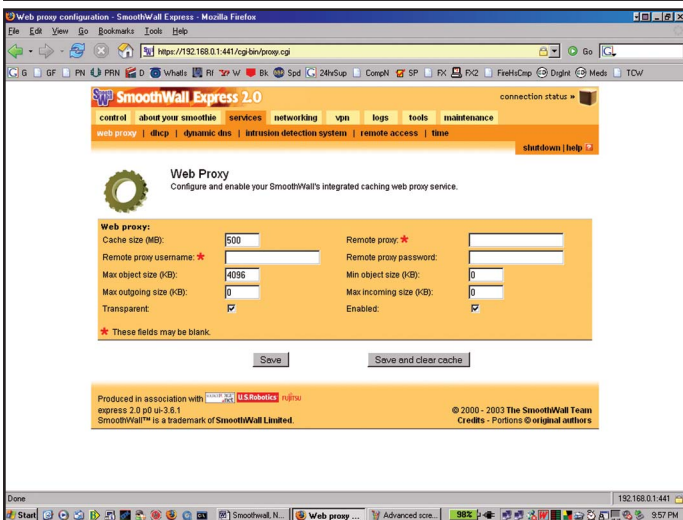 Web proxy configuration - SmoothWall Express - Mozilla Firefox
File Edit View Go Bookmarks Tools Help
https://192.168.0.1:441/cgi-bin/proxy.cgi Go
G GF PN PRN D WhatIs RI YP W Bk Spd 24hrSup CompN SP FX FX2 FireHsCmp DrgInt Meds TCW
SmoothWall Express 2.0 connection status »
control about your smoothie services networking vpn logs tools maintenance
web proxy | dhcp | dynamic dns | intrusion detection system | remote access | time
shutdown | help
Web Proxy
Configure and enable your SmoothWall's integrated caching web proxy service.
Web proxy:
Cache size (MB): 500 Remote proxy: *
Remote proxy username: * Remote proxy password:
Max object size (KB): 4096 Min object size (KB): 0
Max outgoing size (KB): 0 Max incoming size (KB): 0
Transparent: Enabled:
* These fields may be blank.
Save Save and clear cache
Produced in association with U.S.Robotics FUJITSU
express 2.0 p0 ui-3.6.1 © 2000 - 2003 The SmoothWall Team
SmoothWall™ is a trademark of SmoothWall Limited. Credits - Portions © original authors
Done 192.168.0.1:441
Start Smoothwall, N... Web proxy ... Advanced scre... 98% 9:57 PM